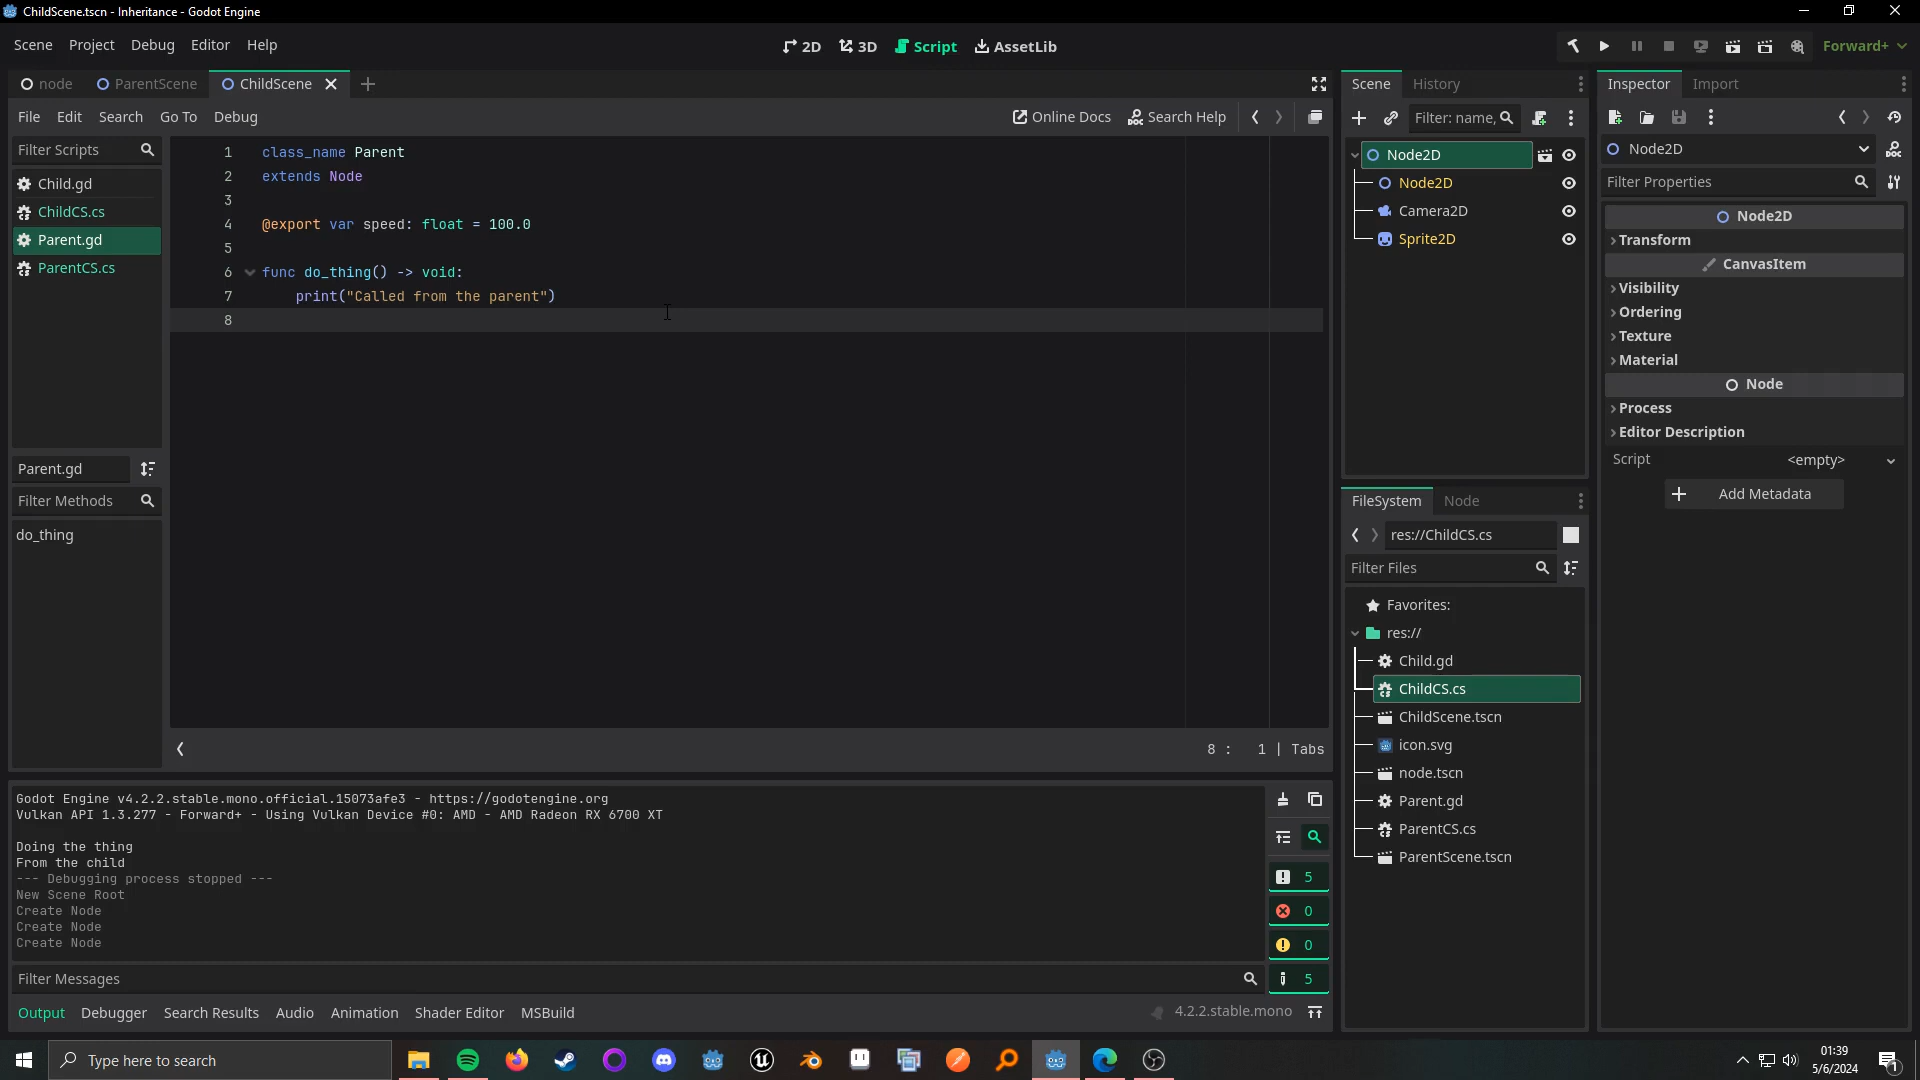 ChildScene.tscn - Inheritance - Godot Engine
Scene Project Debug Editor Help
2D 3D Script AssetLib
Forward+
node ParentScene ChildScene
File Edit Search Go To Debug
Online Docs Search Help
Filter Scripts
Child.gd
ChildCS.cs
Parent.gd
ParentCS.cs
Parent.gd
Filter Methods
do_thing
1 class_name Parent
2 extends Node
3
4 @export var speed: float = 100.0
5
6 func do_thing() -> void:
7 print("Called from the parent")
8
8 : 1 | Tabs
Godot Engine v4.2.2.stable.mono.official.15073afe3 - https://godotengine.org
Vulkan API 1.3.277 - Forward+ - Using Vulkan Device #0: AMD - AMD Radeon RX 6700 XT
Doing the thing
From the child
--- Debugging process stopped ---
New Scene Root
Create Node
Create Node
Create Node
5
0
0
5
Filter Messages
Output Debugger Search Results Audio Animation Shader Editor MSBuild
4.2.2.stable.mono
Scene History
Filter: name,
Node2D
Node2D
Camera2D
Sprite2D
FileSystem Node
res://ChildCS.cs
Filter Files
Favorites:
res://
Child.gd
ChildCS.cs
ChildScene.tscn
icon.svg
node.tscn
Parent.gd
ParentCS.cs
ParentScene.tscn
Inspector Import
Node2D
Filter Properties
Node2D
Transform
CanvasItem
Visibility
Ordering
Texture
Material
Node
Process
Editor Description
Script <empty>
Add Metadata
Type here to search
01:39
5/6/2024
1